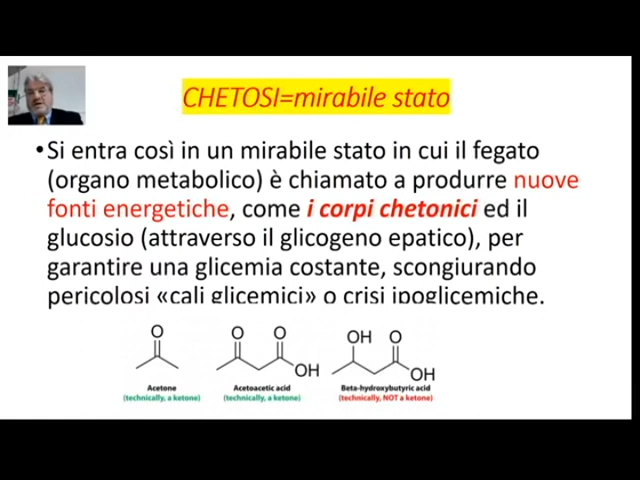 CHETOSI=mirabile stato
•Si entra così in un mirabile stato in cui il fegato
(organo metabolico) è chiamato a produrre nuove
fonti energetiche, come i corpi chetonici ed il
glucosio (attraverso il glicogeno epatico), per
garantire una glicemia costante, scongiurando
pericolosi «cali glicemici» o crisi ipoglicemiche.
O O O OH O
OH OH
Acetone Acetoacetic acid Beta-hydroxybutyric acid
(technically, a ketone) (technically, a ketone) (technically, NOT a ketone)